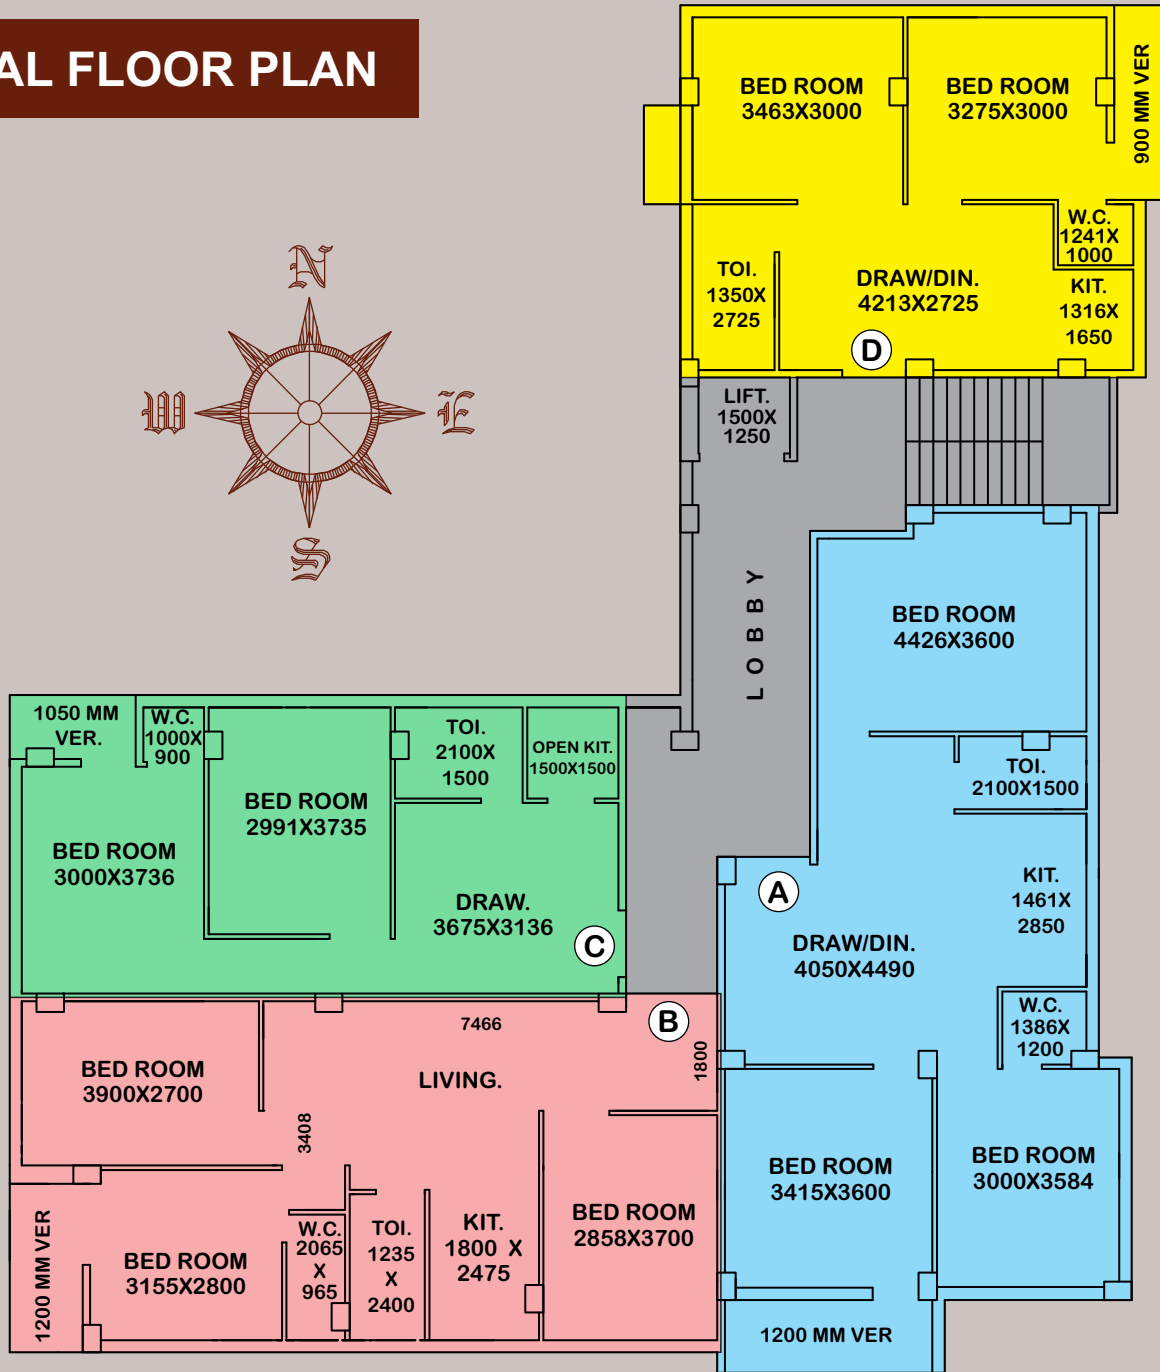 AL FLOOR PLAN
N
W
E
S
BED ROOM
3463X3000
BED ROOM
3275X3000
900 MM VER
W.C.
1241X
1000
TOI.
1350X
2725
DRAW/DIN.
4213X2725
KIT.
1316X
1650
D
LIFT.
1500X
1250
LOBBY
BED ROOM
4426X3600
TOI.
2100X1500
KIT.
1461X
2850
A
DRAW/DIN.
4050X4490
W.C.
1386X
1200
BED ROOM
3415X3600
BED ROOM
3000X3584
1200 MM VER
1050 MM
VER.
W.C.
1000X
900
TOI.
2100X
1500
OPEN KIT.
1500X1500
BED ROOM
2991X3735
BED ROOM
3000X3736
DRAW.
3675X3136
C
7466
B
1800
BED ROOM
3900X2700
LIVING.
3408
BED ROOM
3155X2800
1200 MM VER
W.C.
2065
X
965
TOI.
1235
X
2400
KIT.
1800 X
2475
BED ROOM
2858X3700